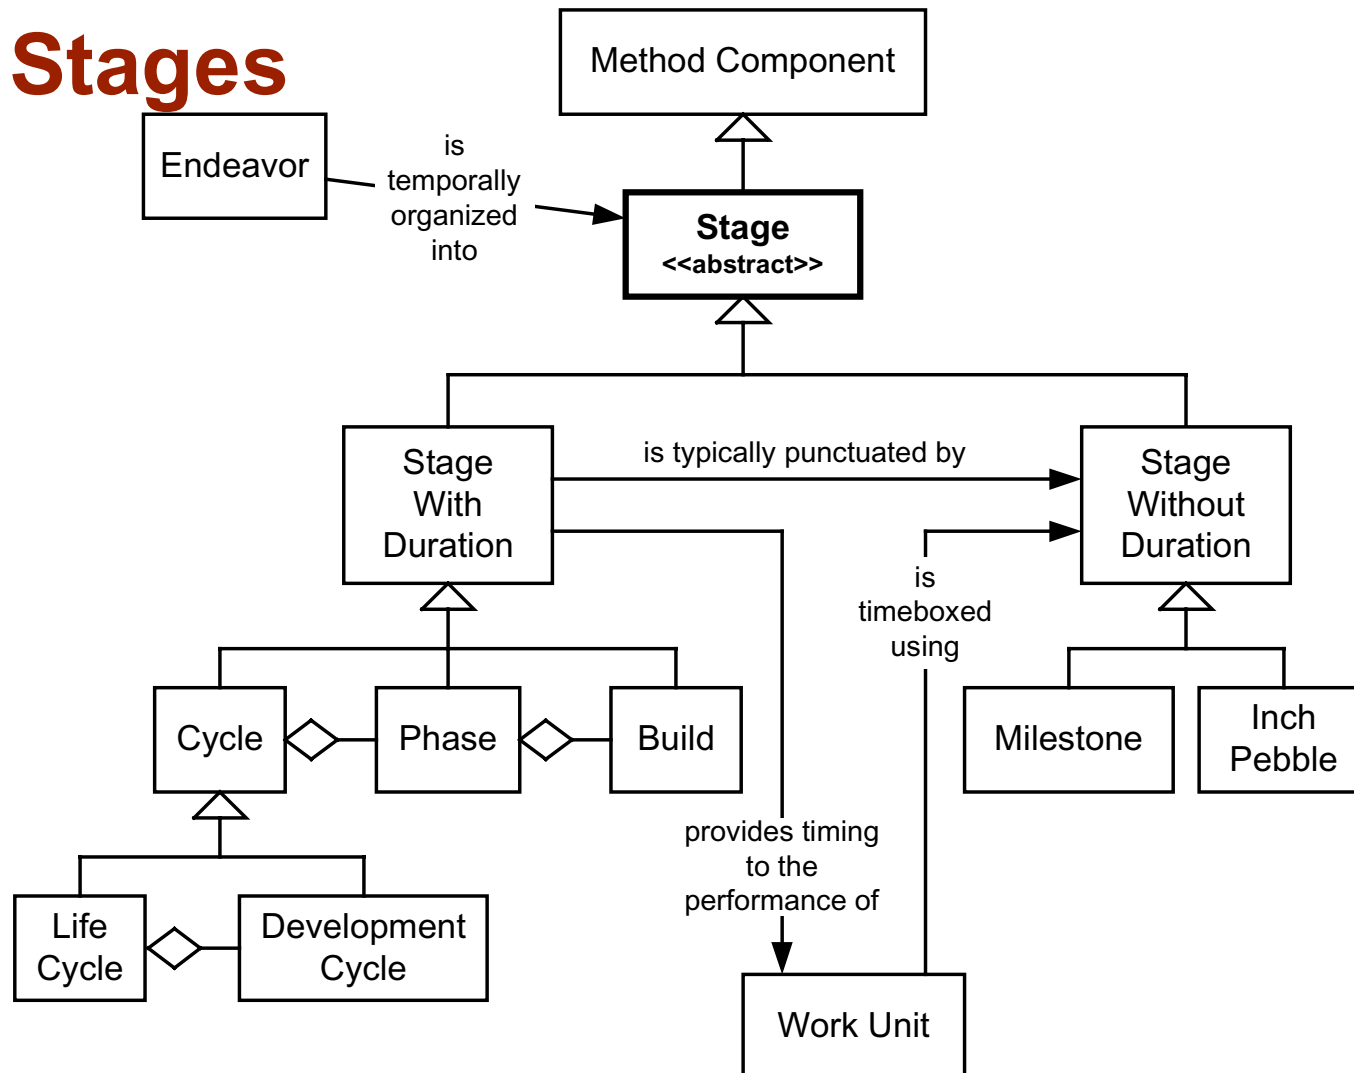 Stages
Method Component
Endeavor
is
temporally
organized
into
Stage
<<abstract>>
Stage
With
Duration
is typically punctuated by
Stage
Without
Duration
is
timeboxed
using
Cycle
Phase
Build
Milestone
Inch
Pebble
provides timing
to the
performance of
Life
Cycle
Development
Cycle
Work Unit